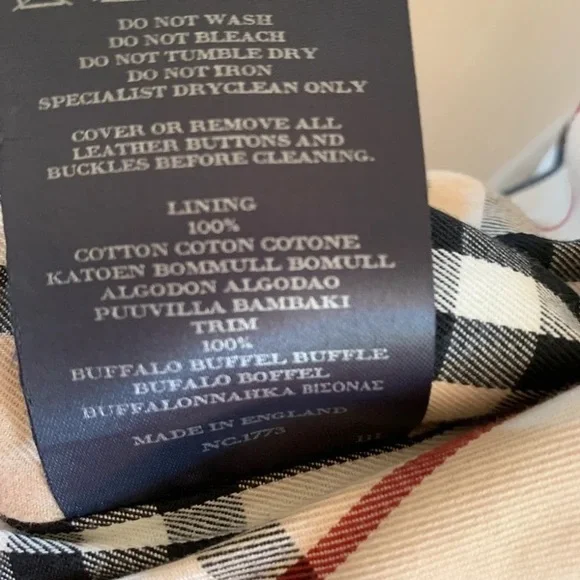 DO NOT WASH
DO NOT BLEACH
DO NOT TUMBLE DRY
DO NOT IRON
SPECIALIST DRYCLEAN ONLY
COVER OR REMOVE ALL
LEATHER BUTTONS AND
BUCKLES BEFORE CLEANING.
LINING
100%
COTTON COTON COTONE
KATOEN BOMMULL BOMULL
ALGODON ALGODAO
PUUVILLA BAMBAKI
TRIM
100%
BUFFALO BUFFEL BUFFLE
BUFALO BOFFEL
BUFFALONNAHKA ΒΙΣΟΝΑΣ
MADE IN ENGLAND
NC.1773